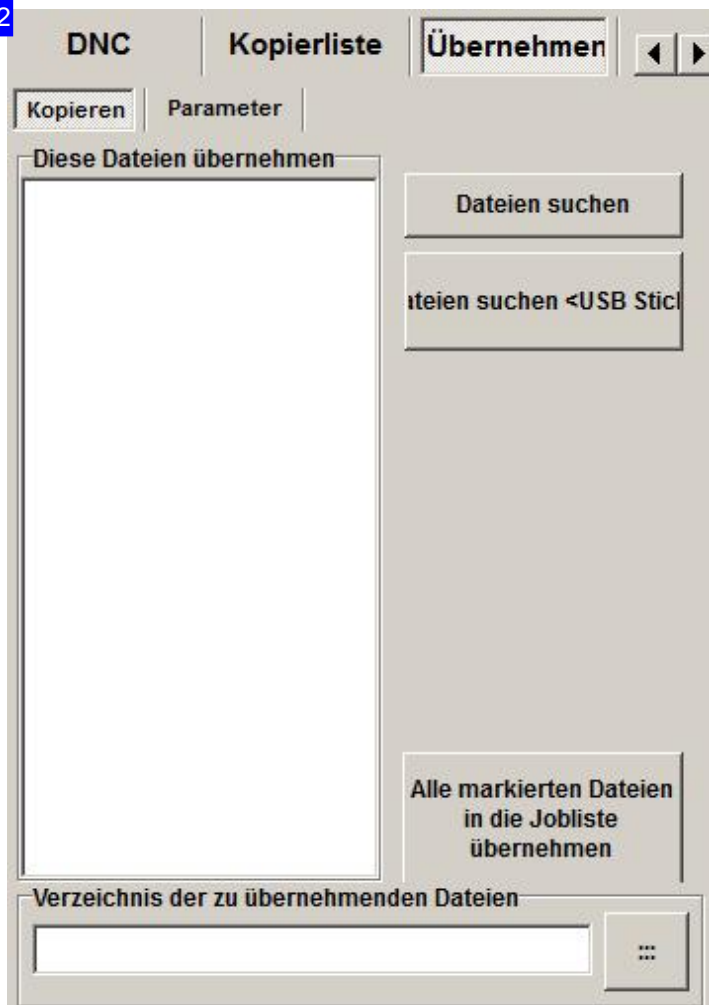 2
DNC Kopierliste Übernehmen
Kopieren Parameter
Diese Dateien übernehmen
Dateien suchen
ateien suchen <USB Sticl
Alle markierten Dateien
in die Jobliste
übernehmen
Verzeichnis der zu übernehmenden Dateien
:::